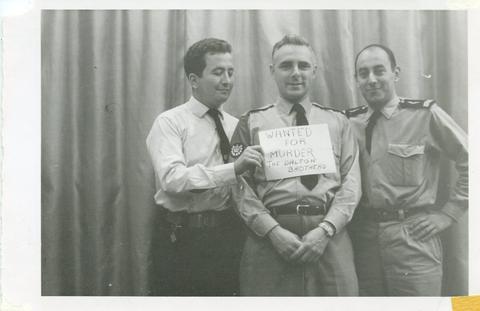 WANTED
FOR
MURDER
THE DALTON
BROTHERS